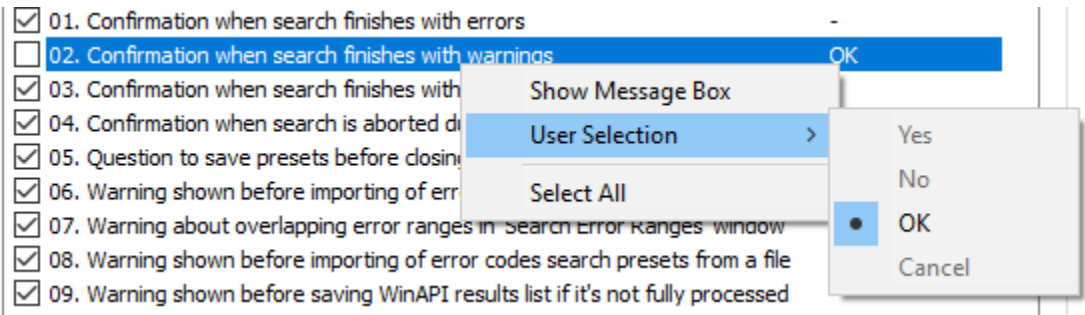 01. Confirmation when search finishes with errors -
02. Confirmation when search finishes with warnings OK
03. Confirmation when search finishes with
04. Confirmation when search is aborted
05. Question to save presets before closing
06. Warning shown before importing of
07. Warning about overlapping error ranges in 'Search Error Ranges' window
08. Warning shown before importing of error codes search presets from a file
09. Warning shown before saving WinAPI results list if it's not fully processed
Show Message Box
User Selection
Select All
Yes
No
OK
Cancel